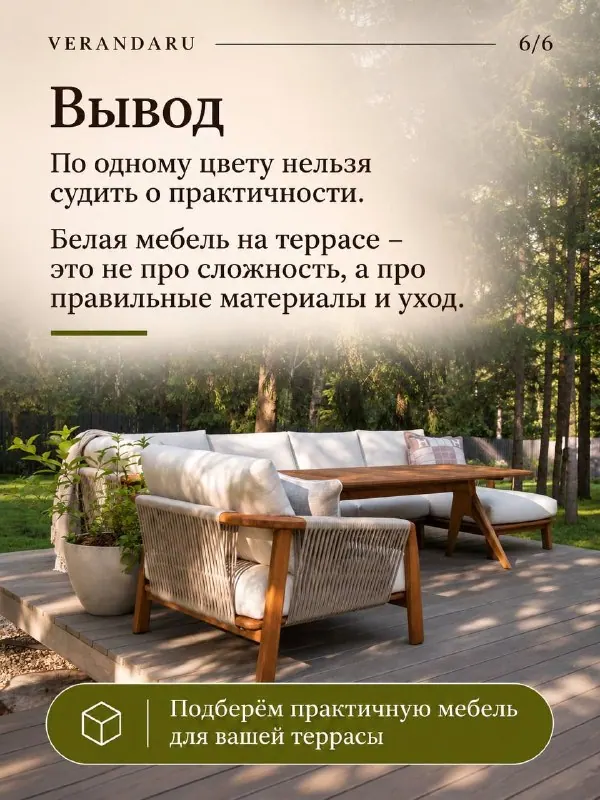 VERANDARU
6/6
Вывод
По одному цвету нельзя
судить о практичности.
Белая мебель на террасе –
это не про сложность, а про
правильные материалы и уход.
Подберём практичную мебель
для вашей террасы